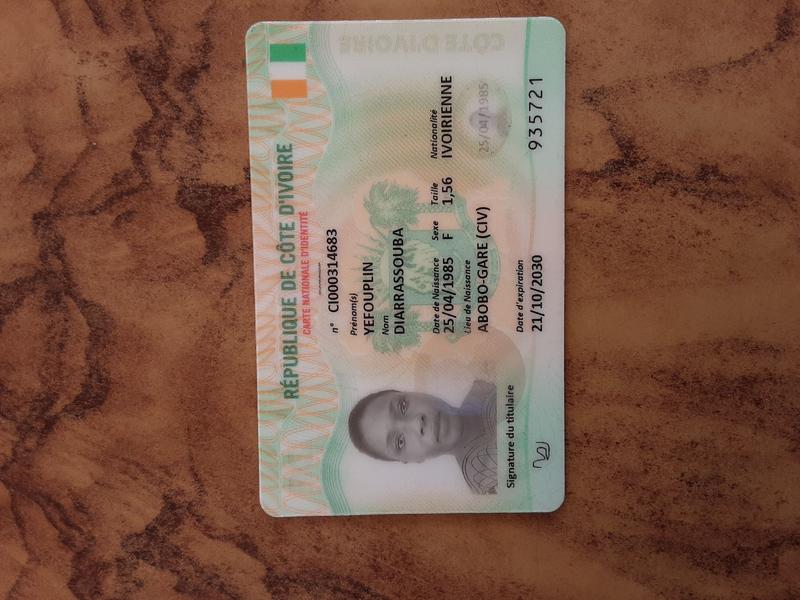 CÔTE D'IVOIRE
RÉPUBLIQUE DE CÔTE D'IVOIRE
CARTE NATIONALE D'IDENTITÉ
n° CI000314683
Prénom(s)
YEFOUPLIN
Nom
DIARRASSOUBA
Date de Naissance Sexe Taille Nationalité
25/04/1985 F 1,56 IVOIRIENNE
Lieu de Naissance
ABOBO-GARE (CIV)
25/04/1985
Signature du titulaire
Date d'expiration
21/10/2030
935721